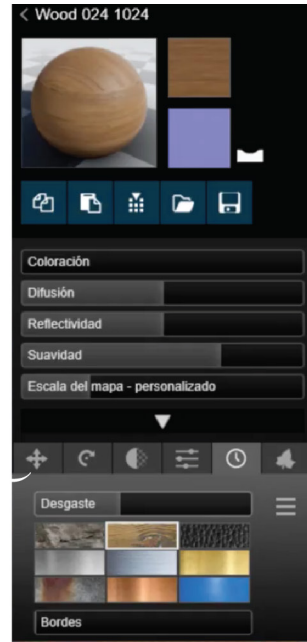 < Wood 024 1024
Coloración
Difusión
Reflectividad
Suavidad
Escala del mapa - personalizado
Desgaste
Bordes